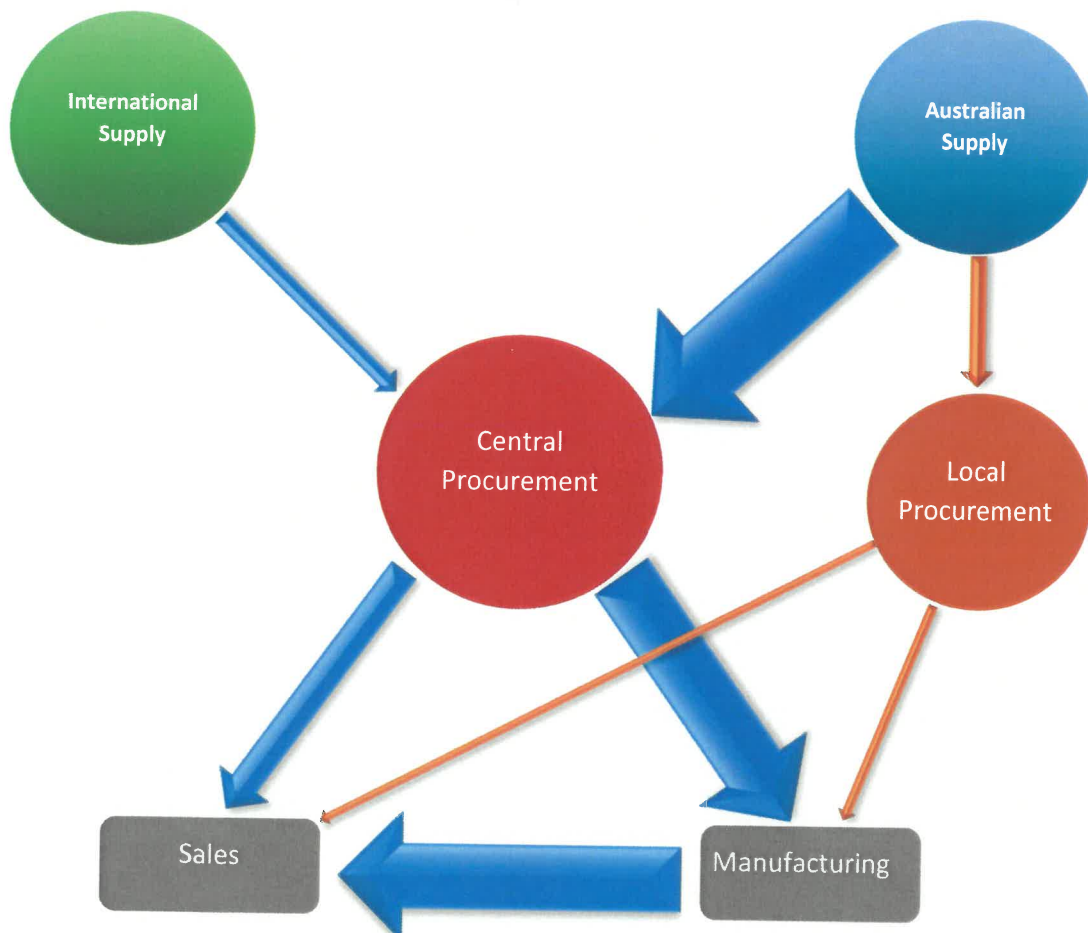 International
Supply
Australian
Supply
Central
Procurement
Local
Procurement
Sales
Manufacturing